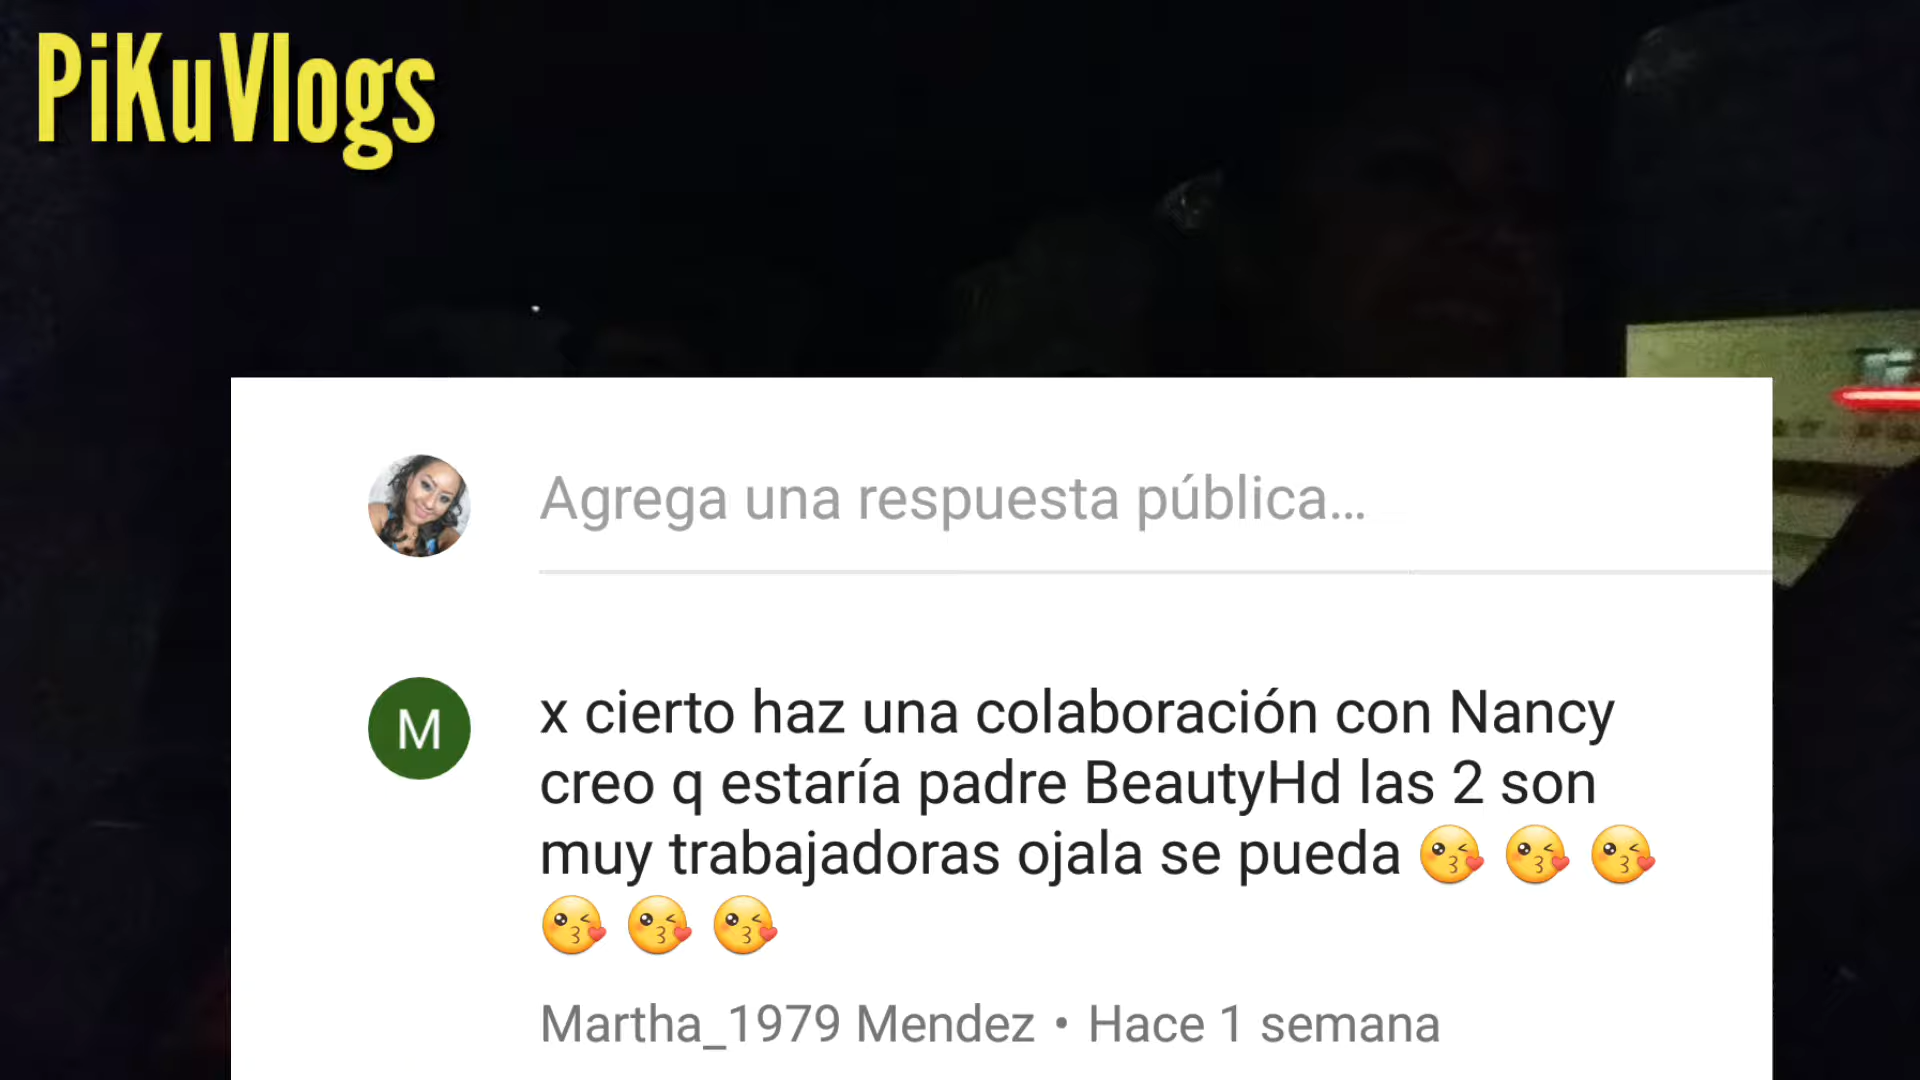 PiKuVlogs
Agrega una respuesta pública...
M
x cierto haz una colaboración con Nancy
creo q estaría padre BeautyHd las 2 son
muy trabajadoras ojala se pueda 😘 😘 😘
😘 😘 😘
Martha_1979 Mendez • Hace 1 semana